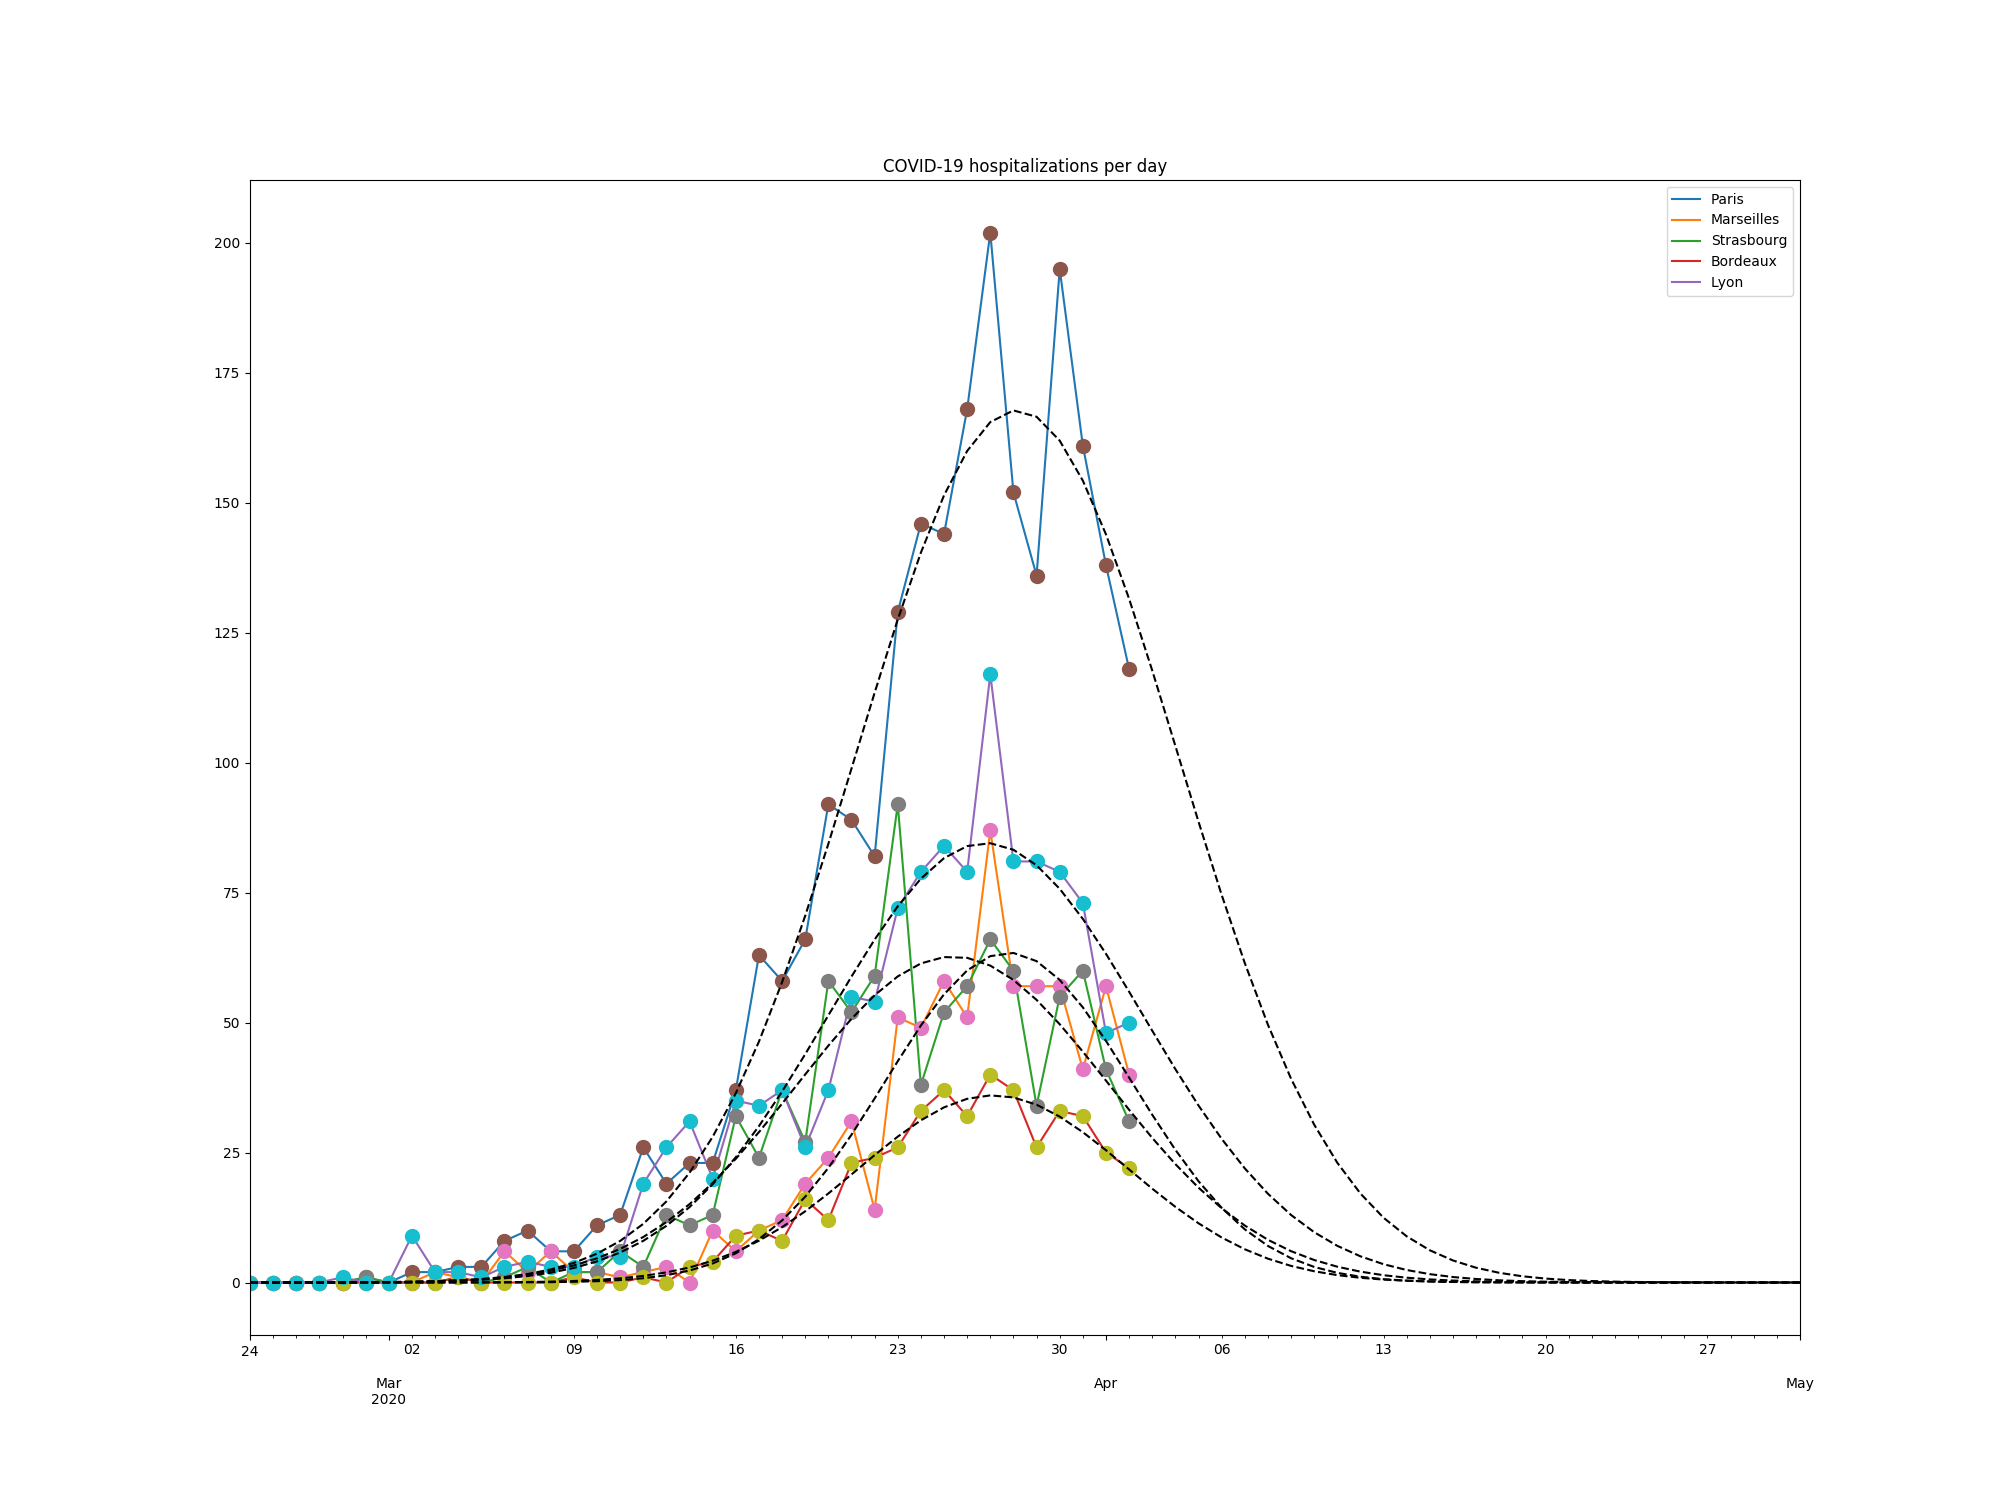 COVID-19 hospitalizations per day
Paris
Marseilles
Strasbourg
Bordeaux
Lyon
200
175
150
125
100
75
50
25
0
24 02 09 16 23 30 06 13 20 27
Mar Apr May
2020